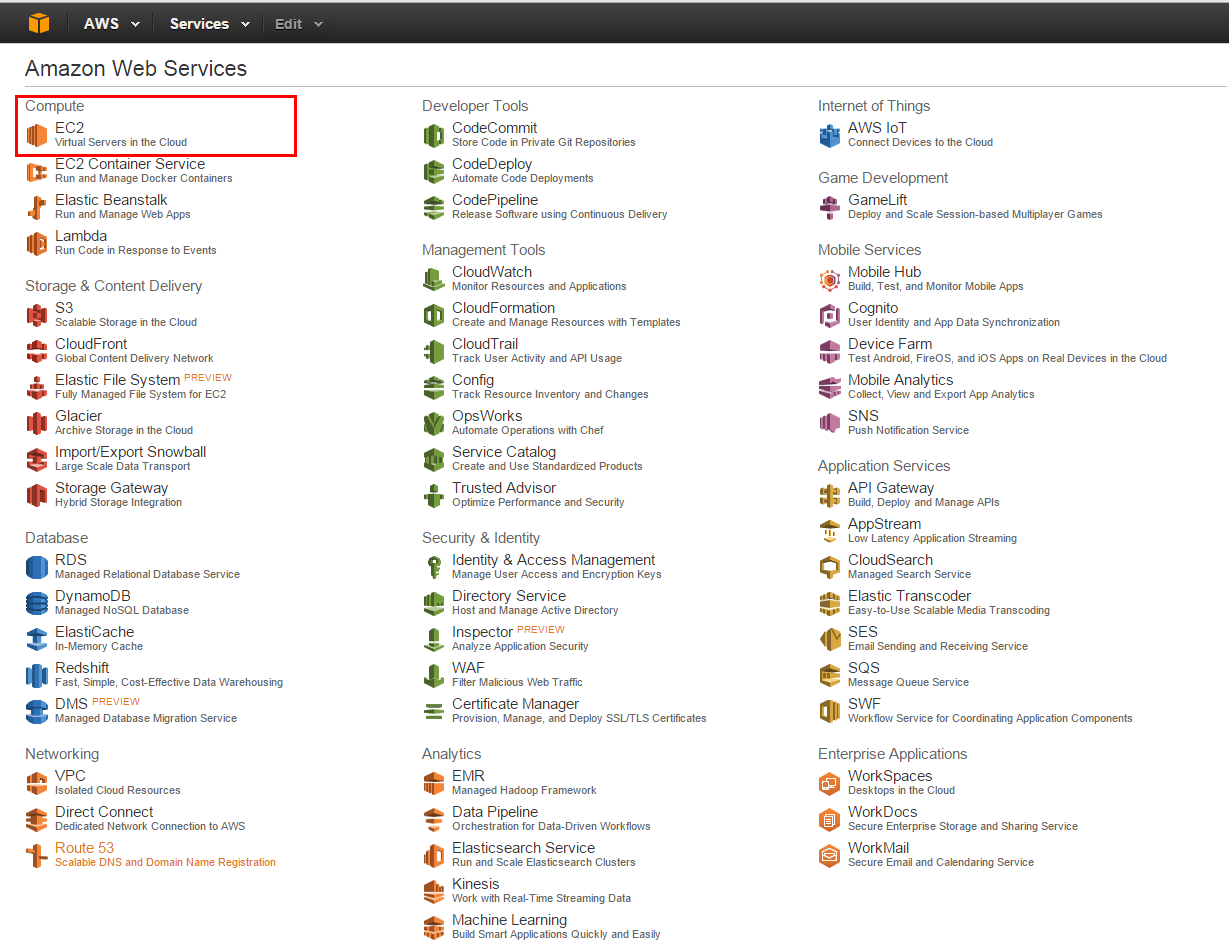 AWS Services Edit
Amazon Web Services
Compute
EC2
Virtual Servers in the Cloud
EC2 Container Service
Run and Manage Docker Containers
Elastic Beanstalk
Run and Manage Web Apps
Lambda
Run Code in Response to Events
Storage & Content Delivery
S3
Scalable Storage in the Cloud
CloudFront
Global Content Delivery Network
Elastic File System PREVIEW
Fully Managed File System for EC2
Glacier
Archive Storage in the Cloud
Import/Export Snowball
Large Scale Data Transport
Storage Gateway
Hybrid Storage Integration
Database
RDS
Managed Relational Database Service
DynamoDB
Managed NoSQL Database
ElastiCache
In-Memory Cache
Redshift
Fast, Simple, Cost-Effective Data Warehousing
DMS PREVIEW
Managed Database Migration Service
Networking
VPC
Isolated Cloud Resources
Direct Connect
Dedicated Network Connection to AWS
Route 53
Scalable DNS and Domain Name Registration
Developer Tools
CodeCommit
Store Code in Private Git Repositories
CodeDeploy
Automate Code Deployments
CodePipeline
Release Software using Continuous Delivery
Management Tools
CloudWatch
Monitor Resources and Applications
CloudFormation
Create and Manage Resources with Templates
CloudTrail
Track User Activity and API Usage
Config
Track Resource Inventory and Changes
OpsWorks
Automate Operations with Chef
Service Catalog
Create and Use Standardized Products
Trusted Advisor
Optimize Performance and Security
Security & Identity
Identity & Access Management
Manage User Access and Encryption Keys
Directory Service
Host and Manage Active Directory
Inspector PREVIEW
Analyze Application Security
WAF
Filter Malicious Web Traffic
Certificate Manager
Provision, Manage, and Deploy SSL/TLS Certificates
Analytics
EMR
Managed Hadoop Framework
Data Pipeline
Orchestration for Data-Driven Workflows
Elasticsearch Service
Run and Scale Elasticsearch Clusters
Kinesis
Work with Real-Time Streaming Data
Machine Learning
Build Smart Applications Quickly and Easily
Internet of Things
AWS IoT
Connect Devices to the Cloud
Game Development
GameLift
Deploy and Scale Session-based Multiplayer Games
Mobile Services
Mobile Hub
Build, Test, and Monitor Mobile Apps
Cognito
User Identity and App Data Synchronization
Device Farm
Test Android, FireOS, and iOS Apps on Real Devices in the Cloud
Mobile Analytics
Collect, View and Export App Analytics
SNS
Push Notification Service
Application Services
API Gateway
Build, Deploy and Manage APIs
AppStream
Low Latency Application Streaming
CloudSearch
Managed Search Service
Elastic Transcoder
Easy-to-Use Scalable Media Transcoding
SES
Email Sending and Receiving Service
SQS
Message Queue Service
SWF
Workflow Service for Coordinating Application Components
Enterprise Applications
WorkSpaces
Desktops in the Cloud
WorkDocs
Secure Enterprise Storage and Sharing Service
WorkMail
Secure Email and Calendaring Service